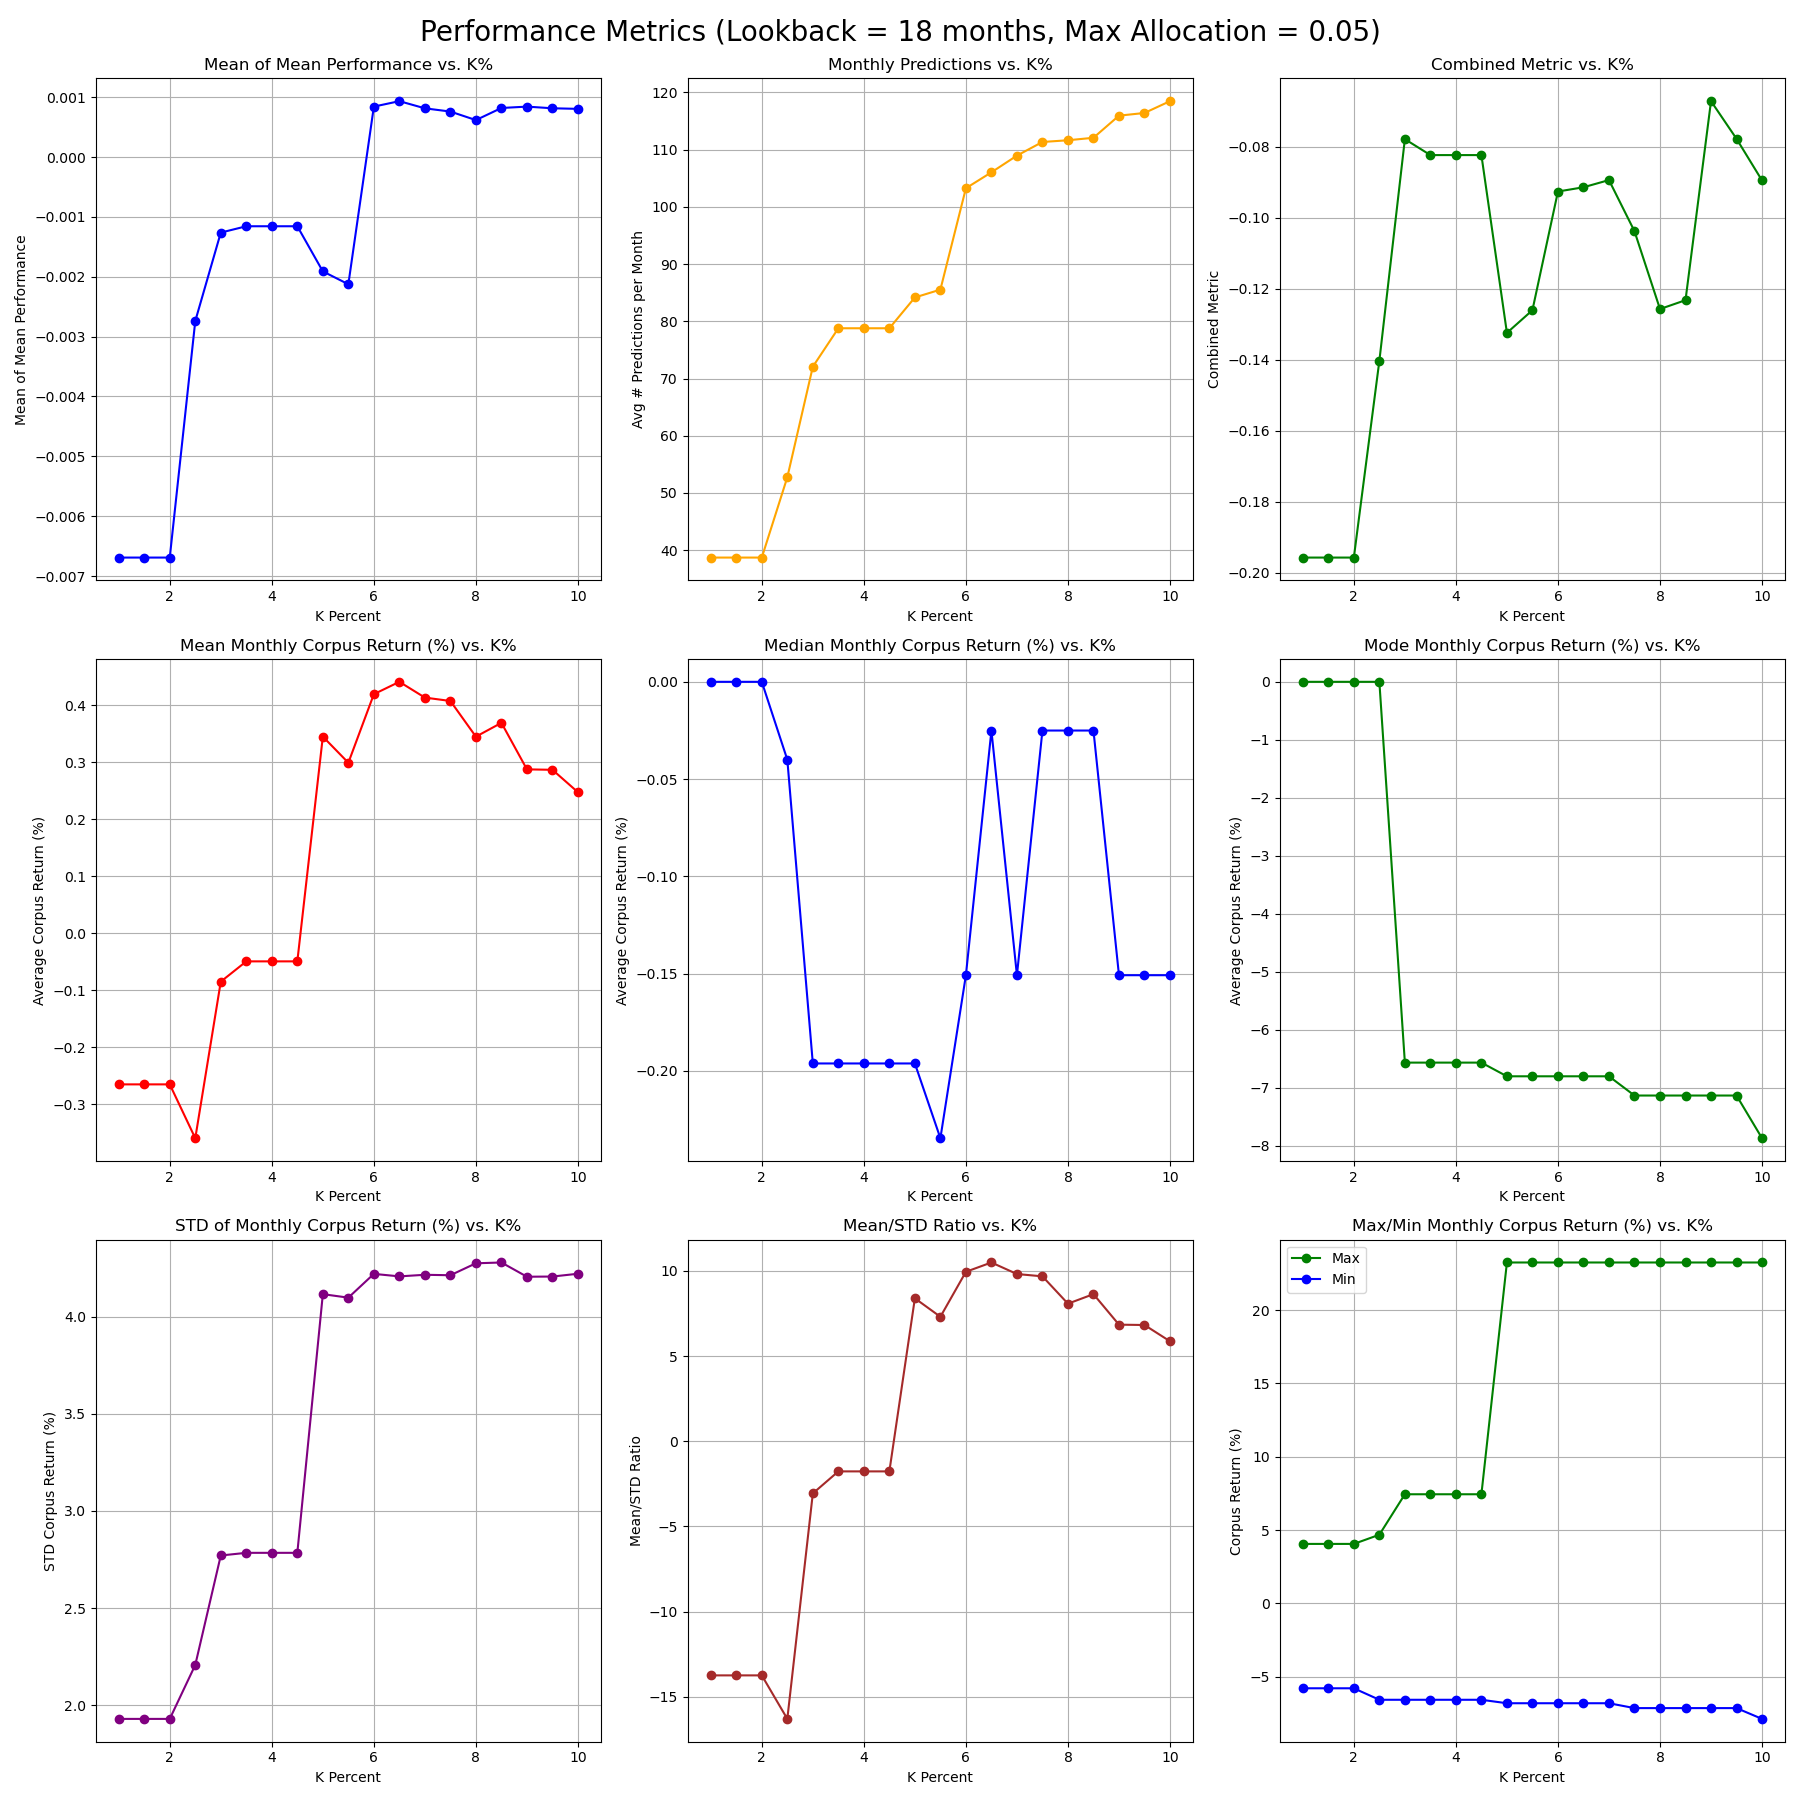 Performance Metrics (Lookback = 18 months, Max Allocation = 0.05)
Mean of Mean Performance vs. K%
Mean of Mean Performance
0.001
0.000
−0.001
−0.002
−0.003
−0.004
−0.005
−0.006
−0.007
2 4 6 8 10
K Percent
Monthly Predictions vs. K%
Avg # Predictions per Month
120
110
100
90
80
70
60
50
40
2 4 6 8 10
K Percent
Combined Metric vs. K%
Combined Metric
−0.08
−0.10
−0.12
−0.14
−0.16
−0.18
−0.20
2 4 6 8 10
K Percent
Mean Monthly Corpus Return (%) vs. K%
Average Corpus Return (%)
0.4
0.3
0.2
0.1
0.0
−0.1
−0.2
−0.3
2 4 6 8 10
K Percent
Median Monthly Corpus Return (%) vs. K%
Average Corpus Return (%)
0.00
−0.05
−0.10
−0.15
−0.20
2 4 6 8 10
K Percent
Mode Monthly Corpus Return (%) vs. K%
Average Corpus Return (%)
0
−1
−2
−3
−4
−5
−6
−7
−8
2 4 6 8 10
K Percent
STD of Monthly Corpus Return (%) vs. K%
STD Corpus Return (%)
4.0
3.5
3.0
2.5
2.0
2 4 6 8 10
K Percent
Mean/STD Ratio vs. K%
Mean/STD Ratio
10
5
0
−5
−10
−15
2 4 6 8 10
K Percent
Max/Min Monthly Corpus Return (%) vs. K%
Max
Min
Corpus Return (%)
20
15
10
5
0
−5
2 4 6 8 10
K Percent